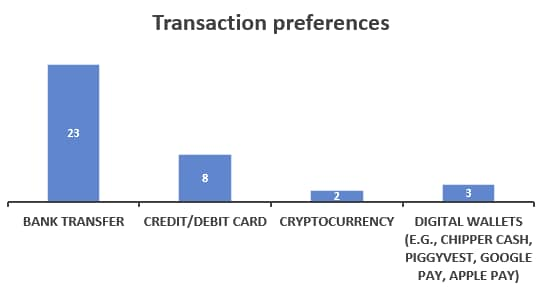 Transaction preferences
23
8
2
3
BANK TRANSFER
CREDIT/DEBIT CARD
CRYPTOCURRENCY
DIGITAL WALLETS
(E.G., CHIPPER CASH,
PIGGYVEST, GOOGLE
PAY, APPLE PAY)